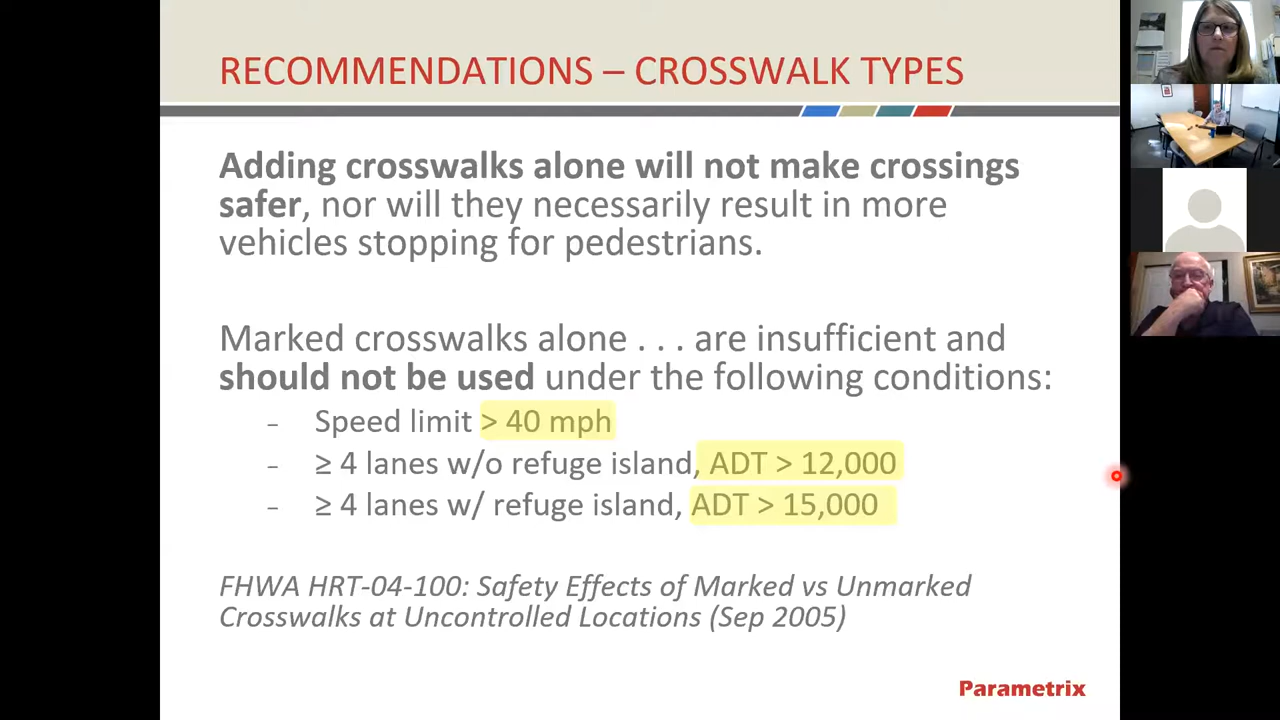 RECOMMENDATIONS – CROSSWALK TYPES
Adding crosswalks alone will not make crossings
safer, nor will they necessarily result in more
vehicles stopping for pedestrians.
Marked crosswalks alone . . . are insufficient and
should not be used under the following conditions:
- Speed limit > 40 mph
- ≥ 4 lanes w/o refuge island, ADT > 12,000
- ≥ 4 lanes w/ refuge island, ADT > 15,000
FHWA HRT-04-100: Safety Effects of Marked vs Unmarked
Crosswalks at Uncontrolled Locations (Sep 2005)
Parametrix